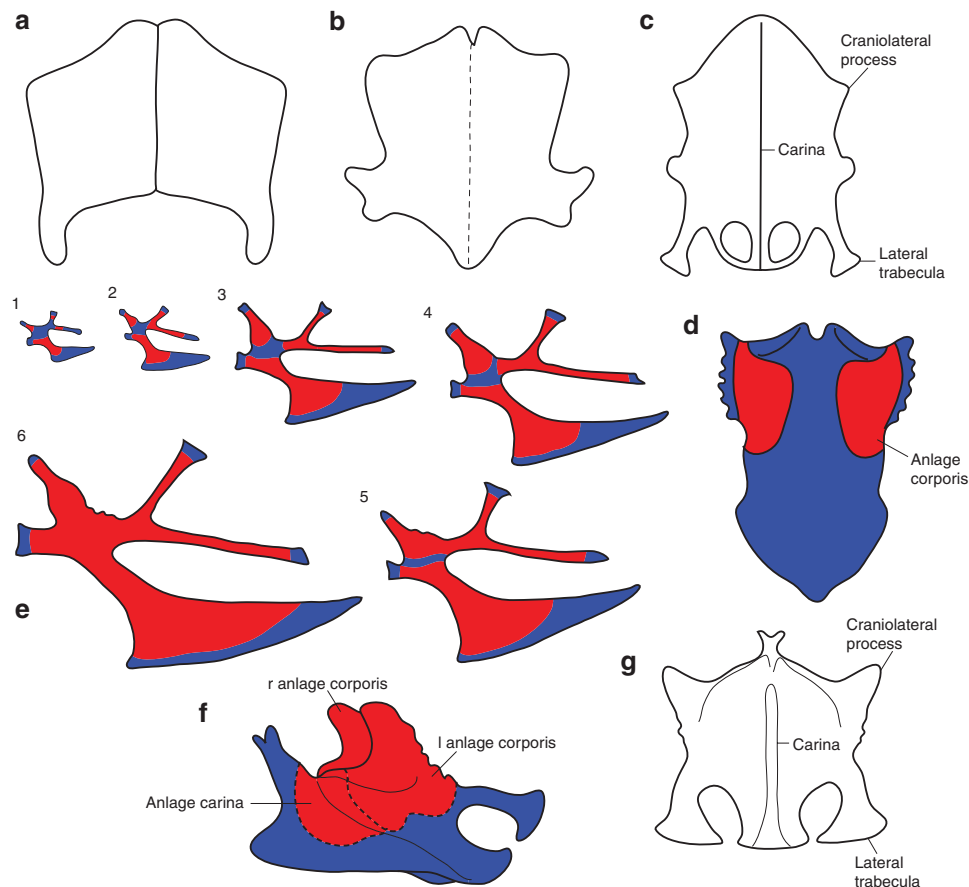 a
b
c
Craniolateral
process
Carina
Lateral
trabecula
1
2
3
4
d
Anlage
corporis
6
5
e
Craniolateral
process
g
r anlage corporis
f
l anlage corporis
Carina
Anlage carina
Lateral
trabecula